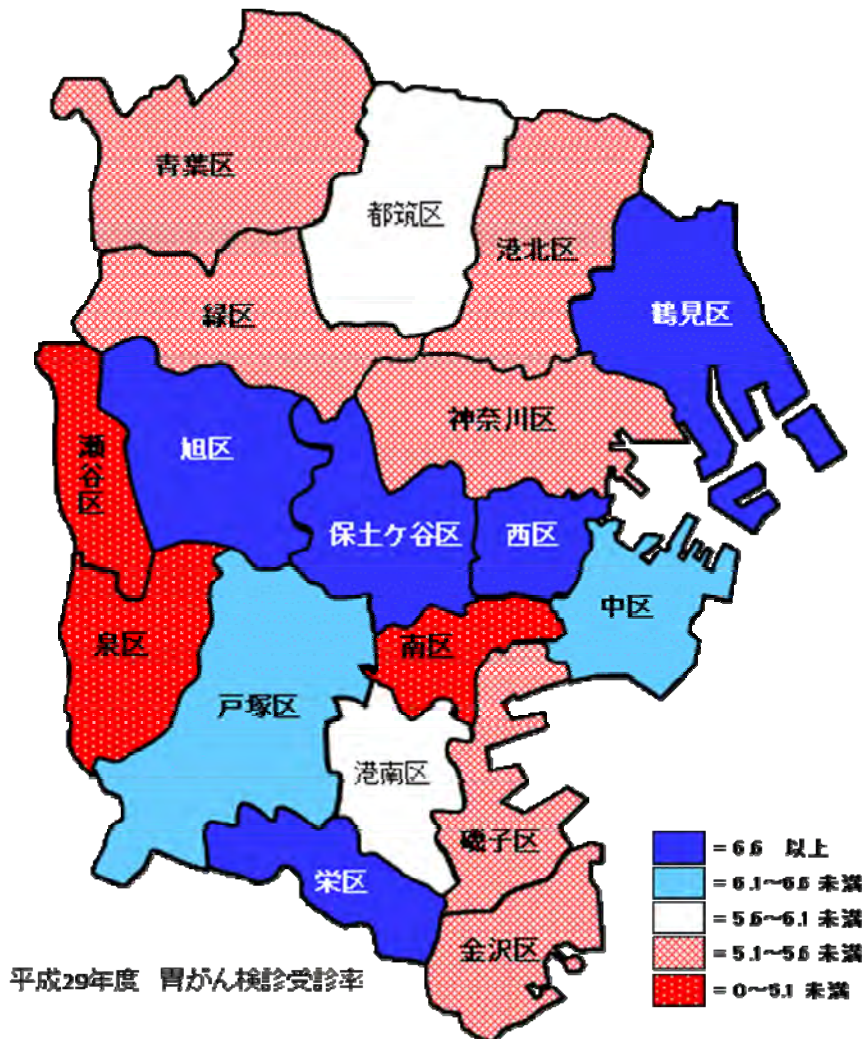 青葉区
都筑区
港北区
緑区
鶴見区
神奈川区
瀬谷区
旭区
保土ケ谷区
西区
中区
泉区
南区
戸塚区
港南区
磯子区
栄区
金沢区
=6.6 以上
=6.1～6.6 未満
=5.6～6.1 未満
=5.1～5.6 未満
=0～5.1 未満
平成29年度 胃がん検診受診率